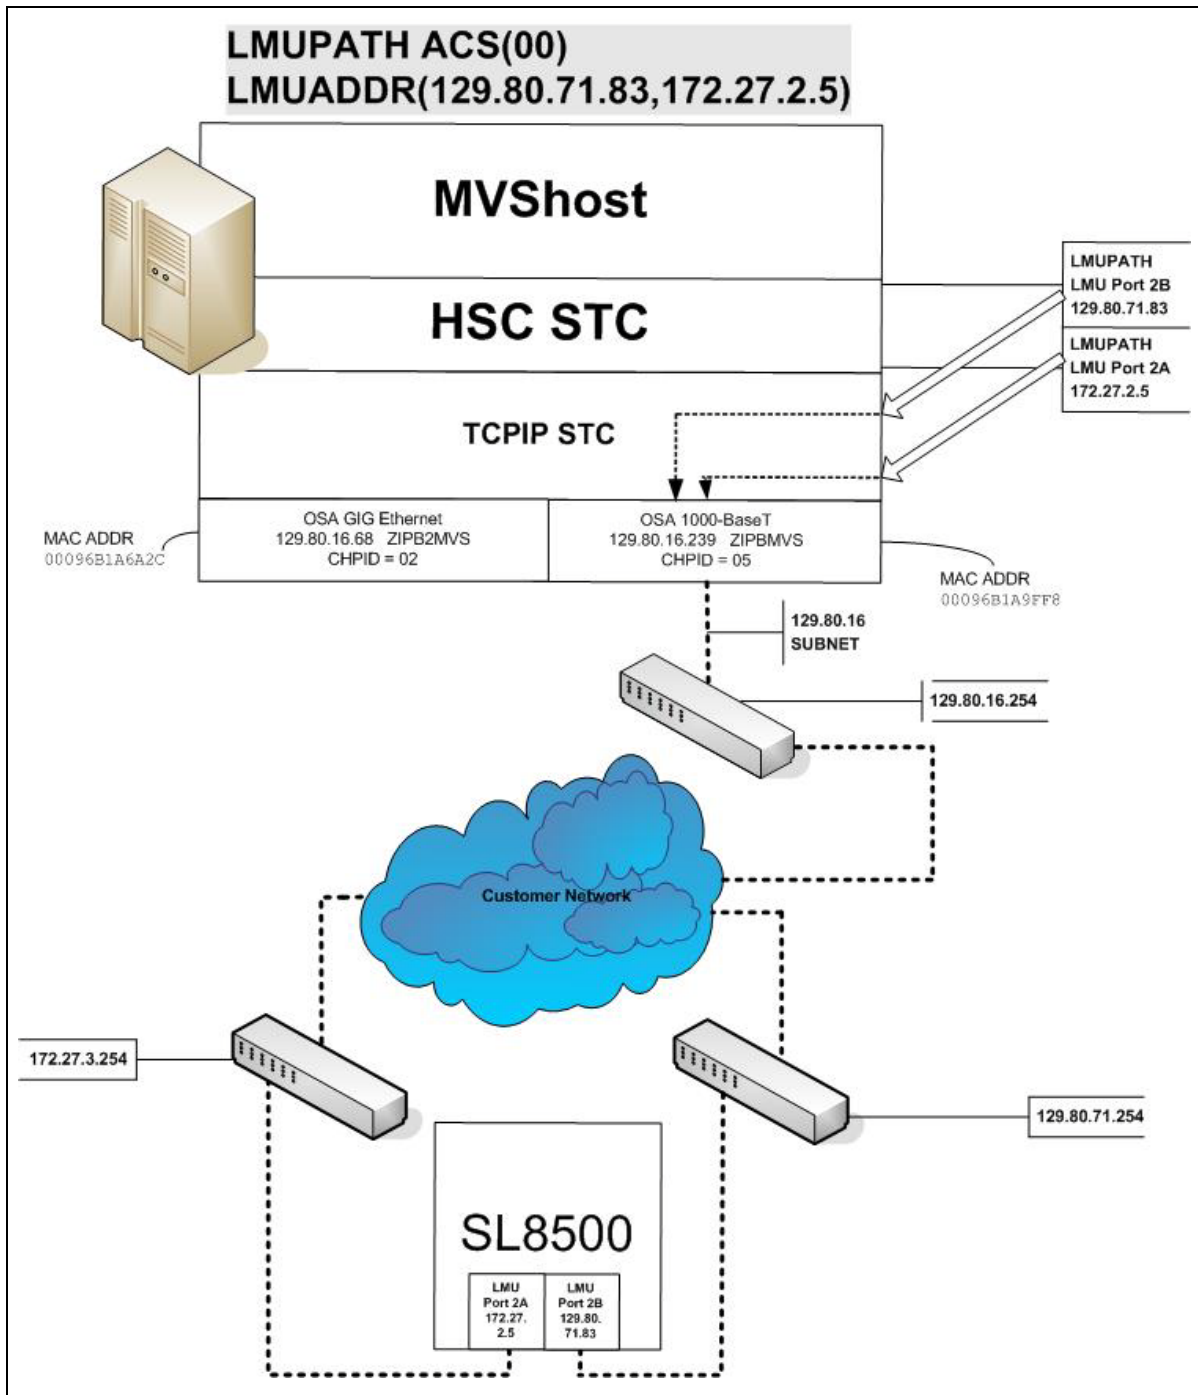 LMUPATH ACS(00)
LMUADDR(129.80.71.83,172.27.2.5)
MVShost
HSC STC
TCPIP STC
LMUPATH
LMU Port 2B
129.80.71.83
LMUPATH
LMU Port 2A
172.27.2.5
OSA GIG Ethernet
129.80.16.68 ZIPB2MVS
CHPID = 02
OSA 1000-BaseT
129.80.16.239 ZIPBMVS
CHPID = 05
MAC ADDR
00096B1A6A2C
MAC ADDR
00096B1A9FF8
129.80.16
SUBNET
129.80.16.254
Customer Network
172.27.3.254
129.80.71.254
SL8500
LMU
Port 2A
172.27.
2.5
LMU
Port 2B
129.80.
71.83